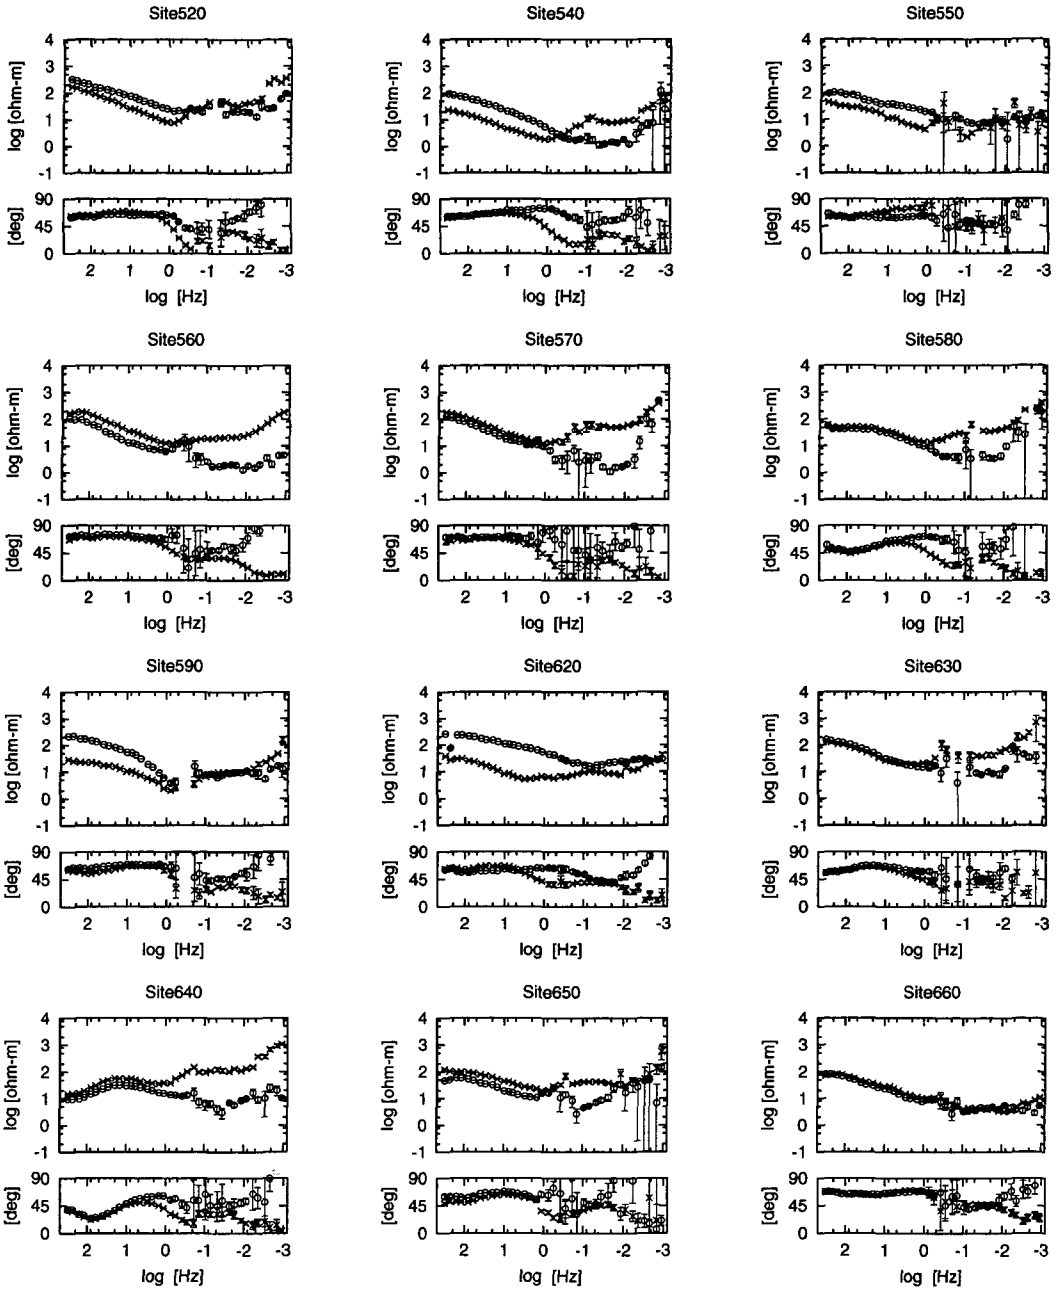 Site520 Site540 Site550
log [ohm-m] 4 3 2 1 0 -1 log [ohm-m] 4 3 2 1 0 -1 log [ohm-m] 4 3 2 1 0 -1
[deg] 90 45 0 [deg] 90 45 0 [deg] 90 45 0
2 1 0 -1 -2 -3 2 1 0 -1 -2 -3 2 1 0 -1 -2 -3
log [Hz] log [Hz] log [Hz]
Site560 Site570 Site580
log [ohm-m] 4 3 2 1 0 -1 log [ohm-m] 4 3 2 1 0 -1 log [ohm-m] 4 3 2 1 0 -1
[deg] 90 45 0 [deg] 90 45 0 [deg] 90 45 0
2 1 0 -1 -2 -3 2 1 0 -1 -2 -3 2 1 0 -1 -2 -3
log [Hz] log [Hz] log [Hz]
Site590 Site620 Site630
log [ohm-m] 4 3 2 1 0 -1 log [ohm-m] 4 3 2 1 0 -1 log [ohm-m] 4 3 2 1 0 -1
[deg] 90 45 0 [deg] 90 45 0 [deg] 90 45 0
2 1 0 -1 -2 -3 2 1 0 -1 -2 -3 2 1 0 -1 -2 -3
log [Hz] log [Hz] log [Hz]
Site640 Site650 Site660
log [ohm-m] 4 3 2 1 0 -1 log [ohm-m] 4 3 2 1 0 -1 log [ohm-m] 4 3 2 1 0 -1
[deg] 90 45 0 [deg] 90 45 0 [deg] 90 45 0
2 1 0 -1 -2 -3 2 1 0 -1 -2 -3 2 1 0 -1 -2 -3
log [Hz] log [Hz] log [Hz]